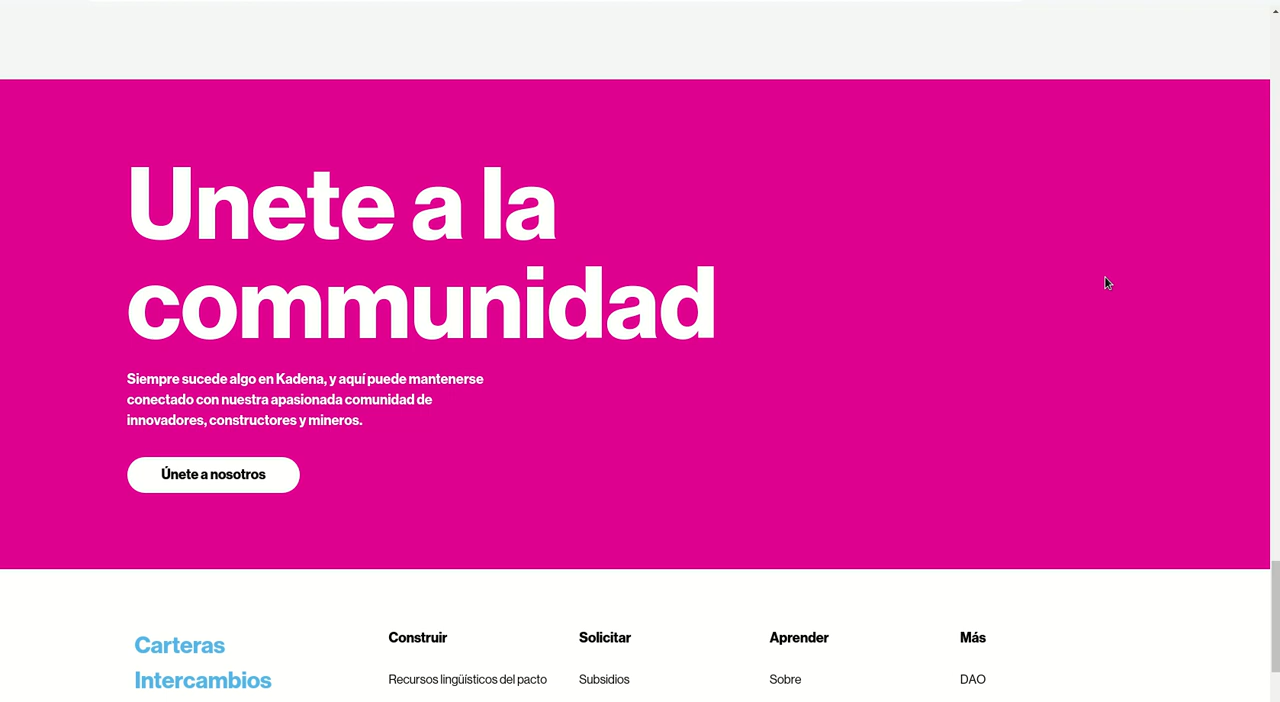 Unete a la
communidad
Siempre sucede algo en Kadena, y aquí puede mantenerse
conectado con nuestra apasionada comunidad de
innovadores, constructores y mineros.
Únete a nosotros
Carteras
Intercambios
Construir
Recursos lingüísticos del pacto
Solicitar
Subsidios
Aprender
Sobre
Más
DAO